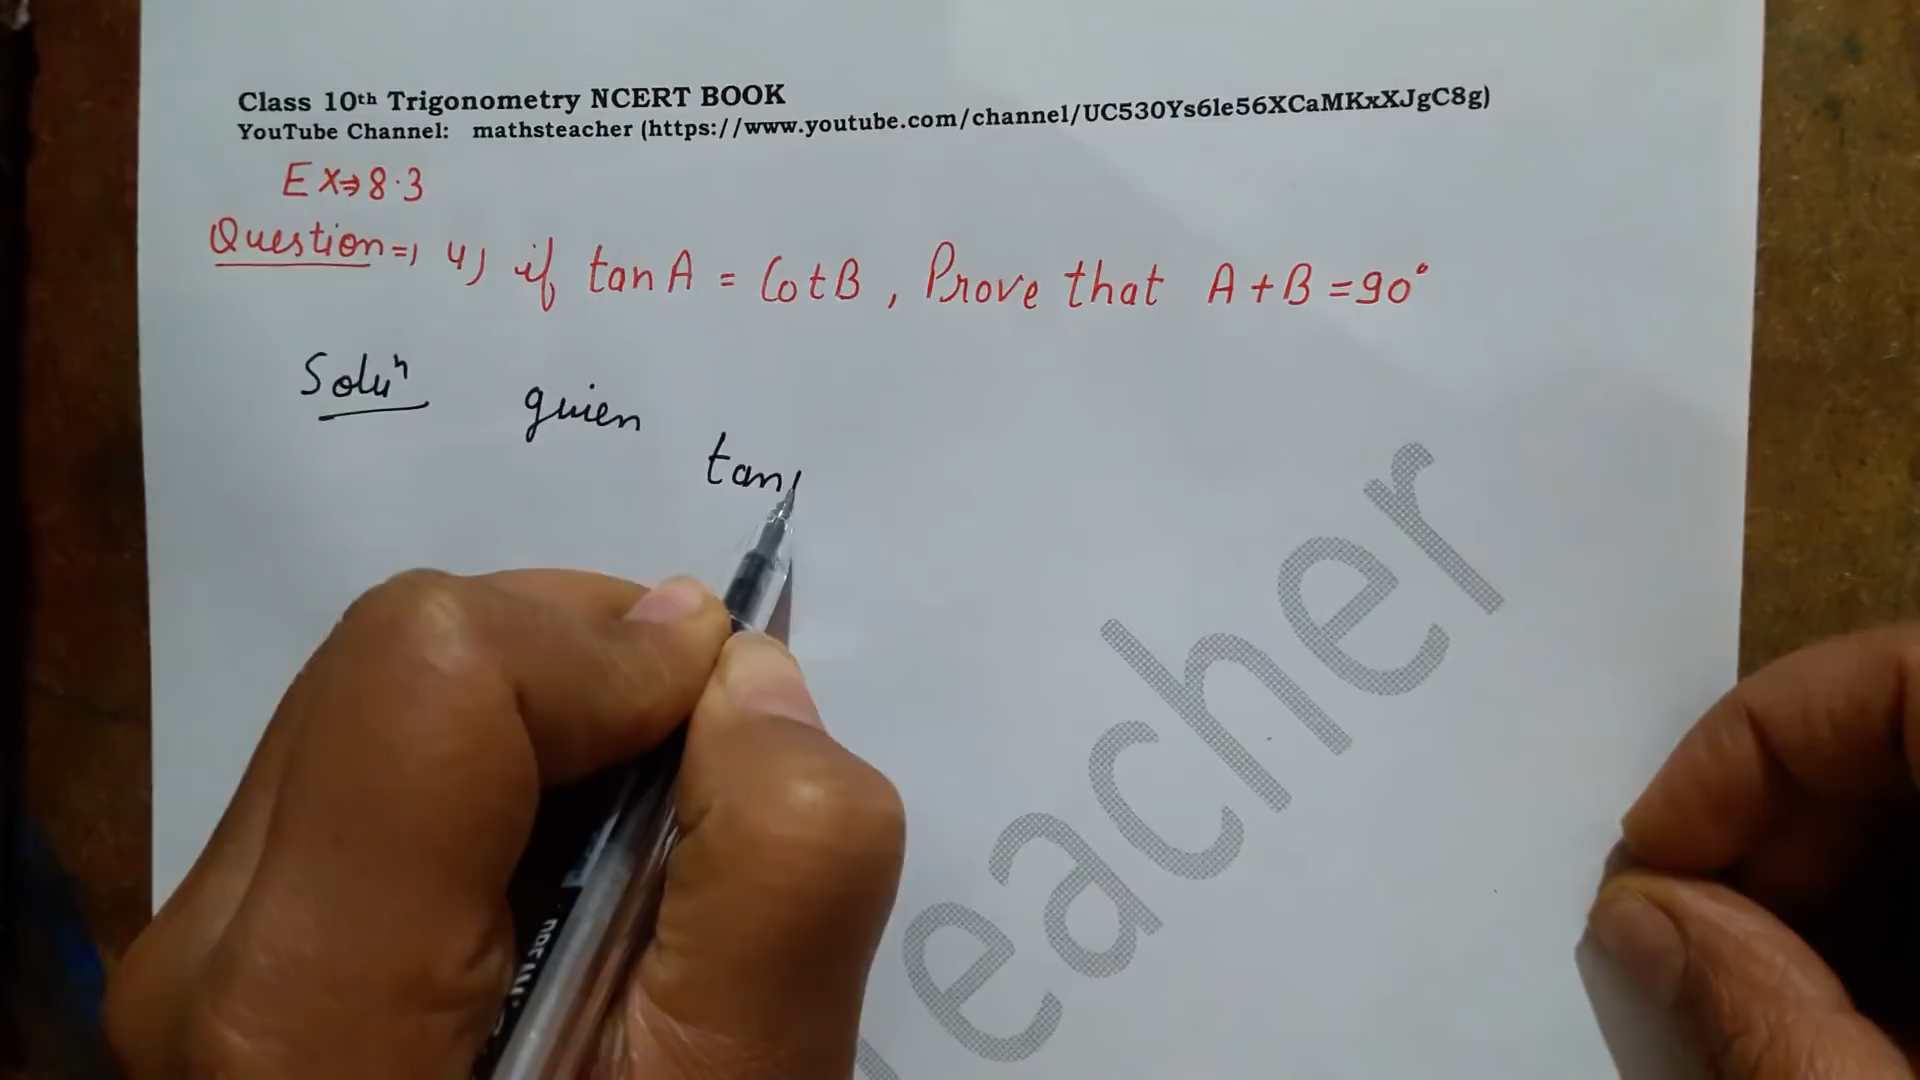 Class 10th Trigonometry NCERT BOOK
YouTube Channel: mathsteacher (https://www.youtube.com/channel/UC530Ys6le56XCaMKxXJgC8g)
Ex⇒8.3
Question⇒ 4) if tan A = Cot B, Prove that A+B=90°
Soluⁿ given
tan
eacher